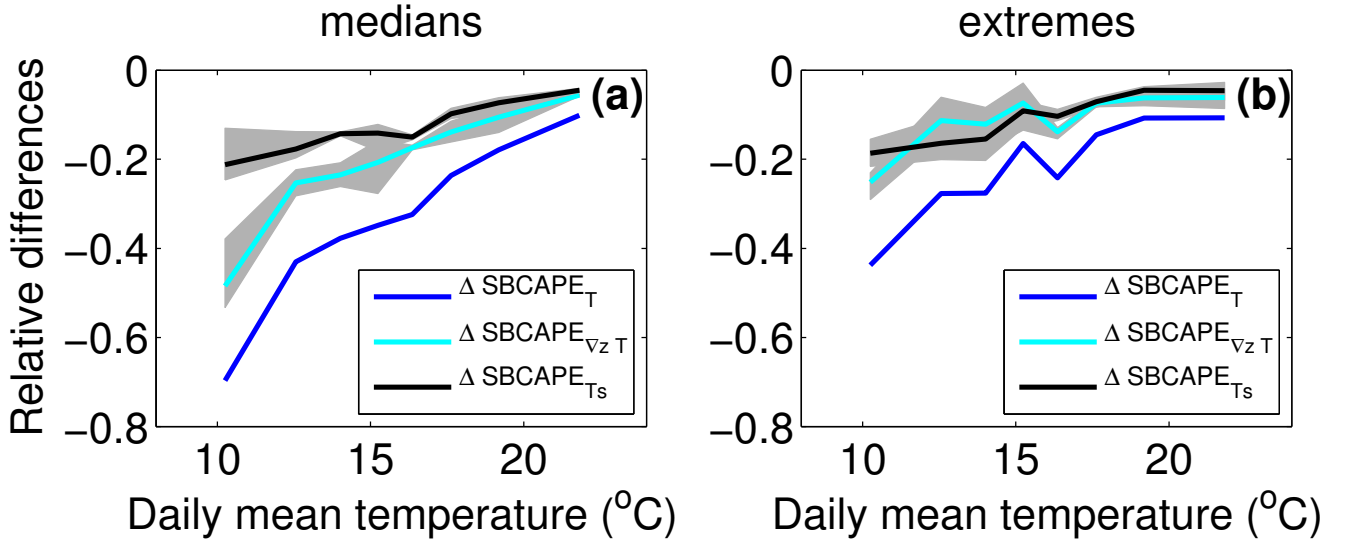 medians
extremes
Relative differences
0
−0.2
−0.4
−0.6
−0.8
(a)
Δ SBCAPE_T
Δ SBCAPE_∇z T
Δ SBCAPE_Ts
10
15
20
Daily mean temperature (°C)
0
−0.2
−0.4
−0.6
−0.8
(b)
Δ SBCAPE_T
Δ SBCAPE_∇z T
Δ SBCAPE_Ts
10
15
20
Daily mean temperature (°C)